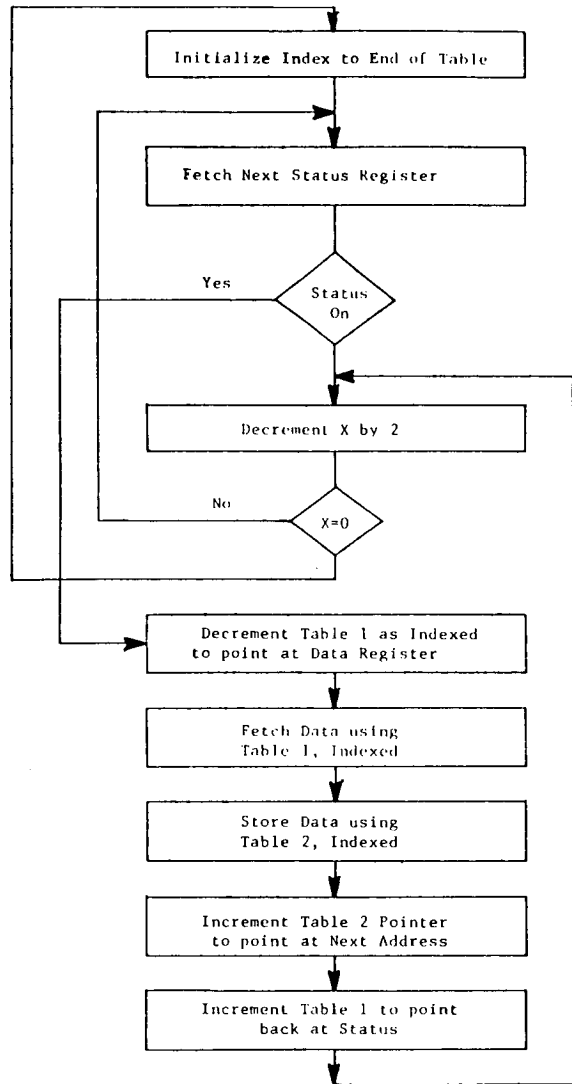 Initialize Index to End of Table
Fetch Next Status Register
Yes
Status
On
Decrement X by 2
No
X=0
Decrement Table 1 as Indexed
to point at Data Register
Fetch Data using
Table 1, Indexed
Store Data using
Table 2, Indexed
Increment Table 2 Pointer
to point at Next Address
Increment Table 1 to point
back at Status